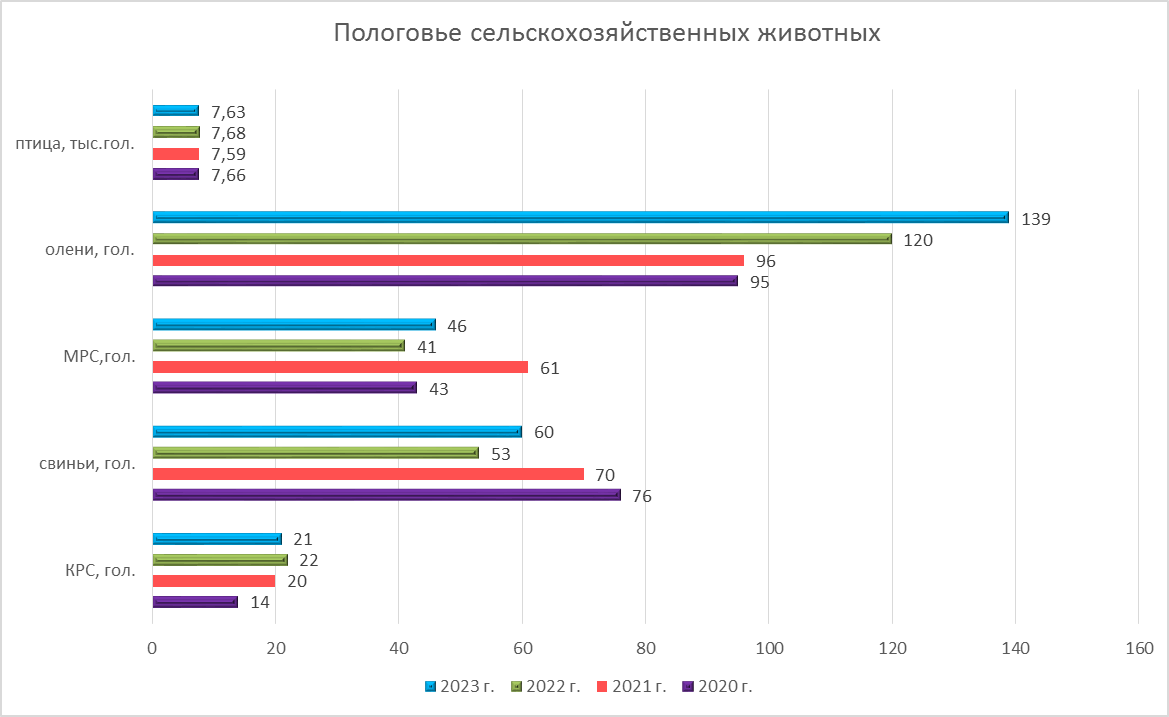 Пологовье сельскохозяйственных животных
птица, тыс.гол.
7,63
7,68
7,59
7,66
олени, гол.
139
120
96
95
МРС,гол.
46
41
61
43
свиньи, гол.
60
53
70
76
КРС, гол.
21
22
20
14
0 20 40 60 80 100 120 140 160
2023 г. 2022 г. 2021 г. 2020 г.